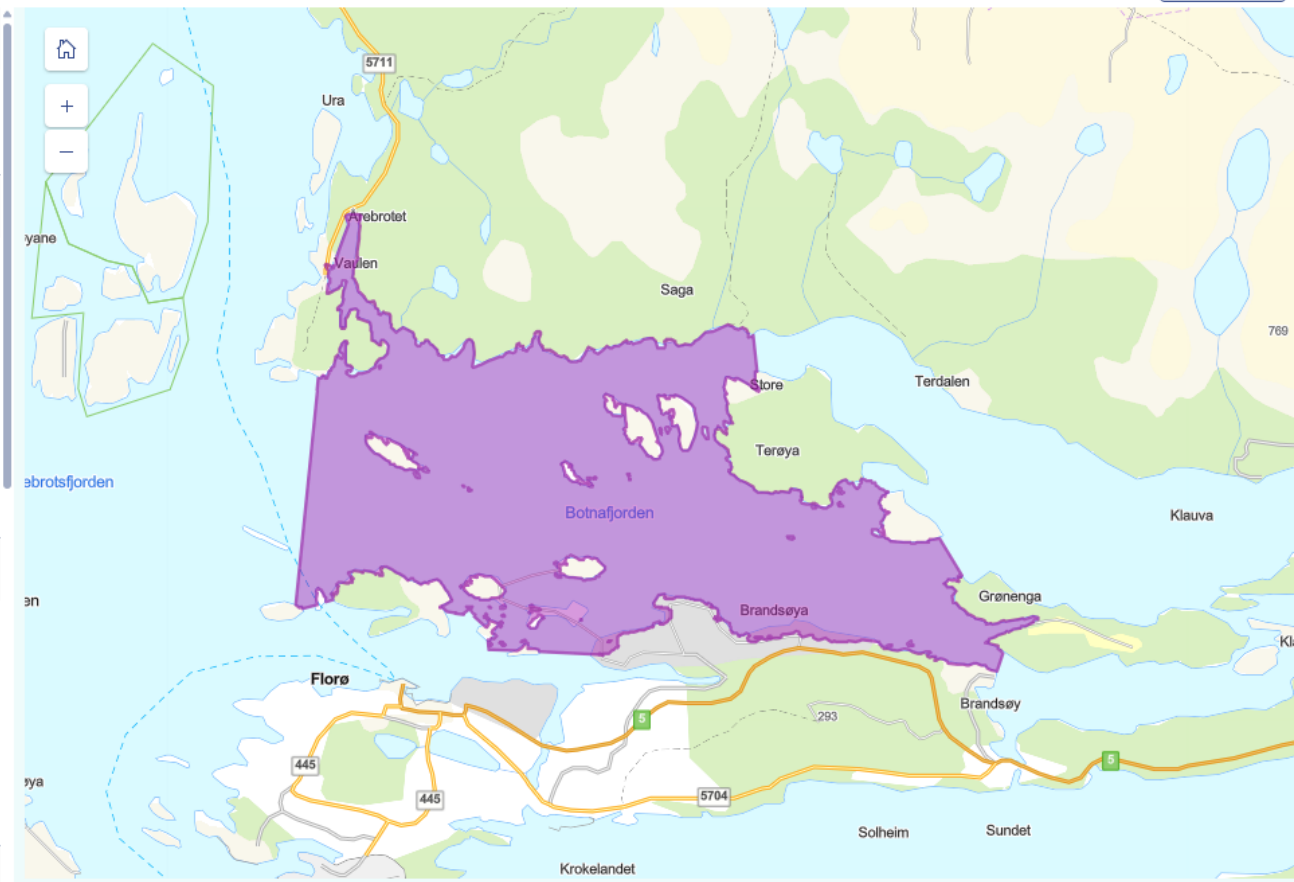 5711
Ura
Årebrotet
yane
Vaulen
Saga
769
Store
Terdalen
Terøya
ebrotsfjorden
Botnafjorden
Klauva
en
Grønenga
Brandsøya
Florø
Brandsøy
5
293
5
445
øya
445
5704
Solheim
Sundet
Krokelandet